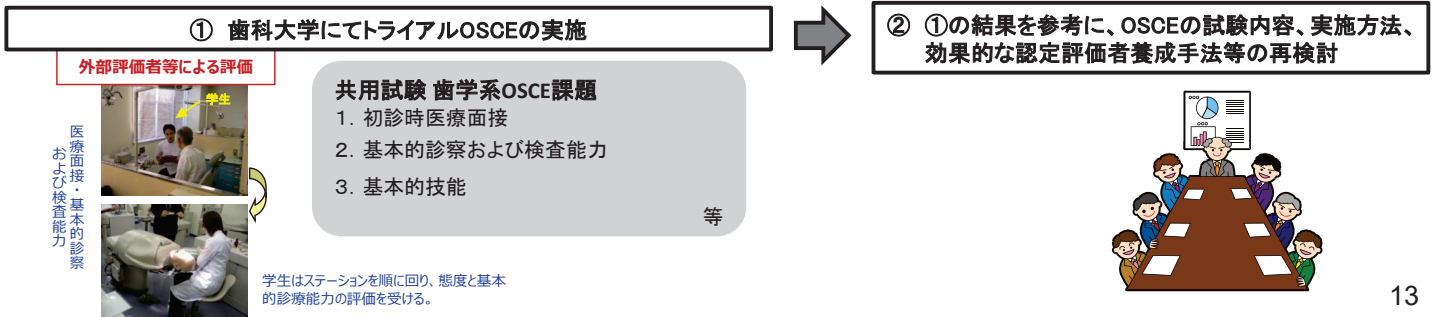 ① 歯科大学にてトライアルOSCEの実施
外部評価者等による評価
学生
医療面接・基本的診察
および検査能力
共用試験 歯学系OSCE課題
1．初診時医療面接
2．基本的診察および検査能力
3．基本的技能
等
学生はステーションを順に回り、態度と基本
的診療能力の評価を受ける。
② ①の結果を参考に、OSCEの試験内容、実施方法、
効果的な認定評価者養成手法等の再検討
13